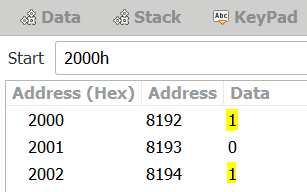 Data Stack Abc KeyPad
Start 2000h
Address (Hex) Address Data
2000 8192 1
2001 8193 0
2002 8194 1